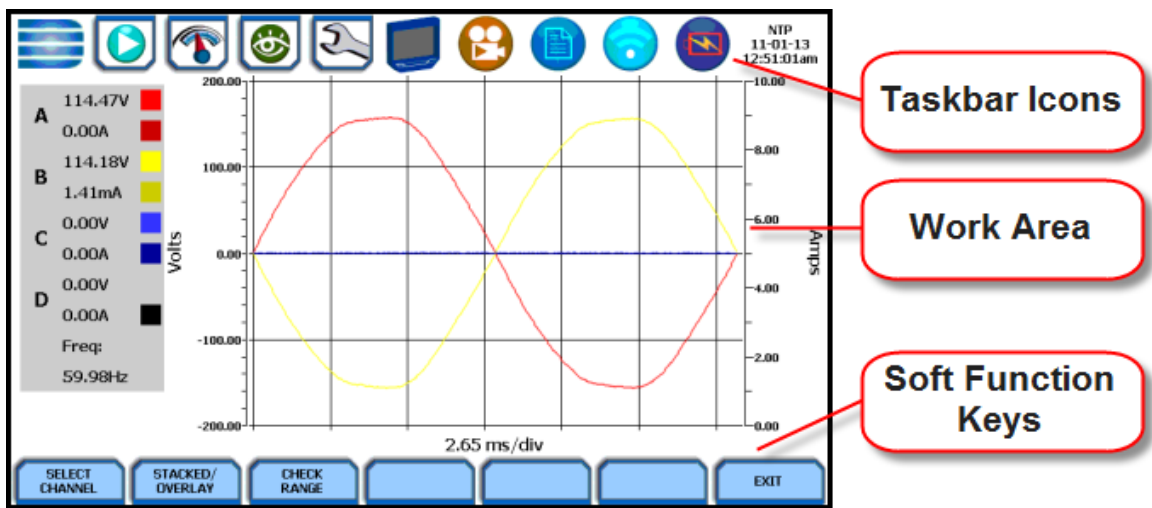 NTP
11-01-13
12:51:01am
Taskbar Icons
A
114.47V
0.00A
B
114.18V
1.41mA
C
0.00V
0.00A
D
0.00V
0.00A
Freq:
59.98Hz
Volts
200.00
100.00
0.00
-100.00
-200.00
10.00
8.00
6.00
4.00
2.00
0.00
Amps
Work Area
2.65 ms/div
Soft Function
Keys
SELECT
CHANNEL
STACKED/
OVERLAY
CHECK
RANGE
EXIT